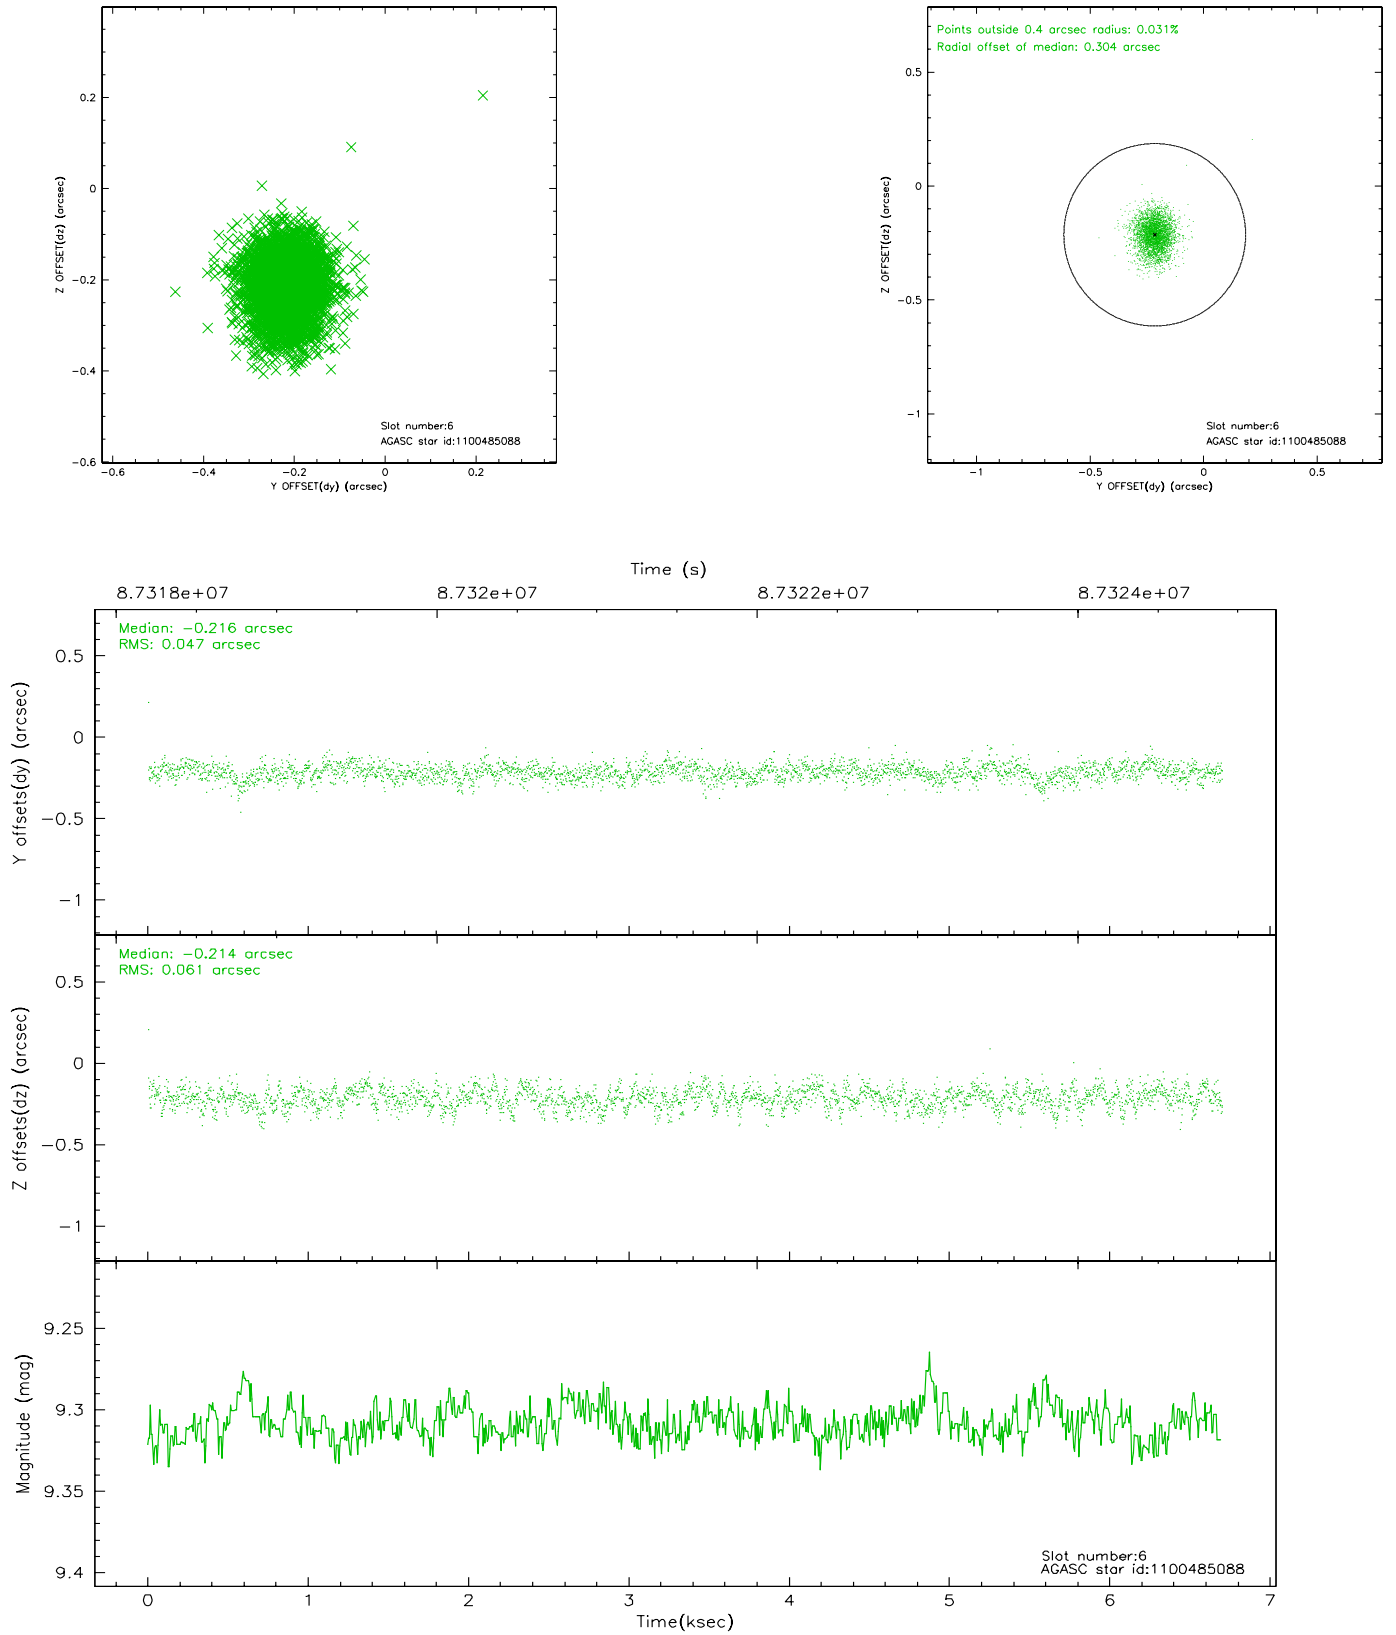 0.2
0
−0.2
−0.4
−0.6
Z OFFSET(dz) (arcsec)
Slot number:6
AGASC star id:1100485088
−0.6
−0.4
−0.2
0
0.2
Y OFFSET(dy) (arcsec)
Points outside 0.4 arcsec radius: 0.031%
Radial offset of median: 0.304 arcsec
0.5
0
−0.5
−1
Z OFFSET(dz) (arcsec)
Slot number:6
AGASC star id:1100485088
−1
−0.5
0
0.5
Y OFFSET(dy) (arcsec)
Time (s)
8.7318e+07
8.732e+07
8.7322e+07
8.7324e+07
Median: −0.216 arcsec
RMS: 0.047 arcsec
0.5
0
−0.5
−1
Y offsets(dy) (arcsec)
Median: −0.214 arcsec
RMS: 0.061 arcsec
0.5
0
−0.5
−1
Z offsets(dz) (arcsec)
9.25
9.3
9.35
9.4
Magnitude (mag)
Slot number:6
AGASC star id:1100485088
0
1
2
3
4
5
6
7
Time(ksec)